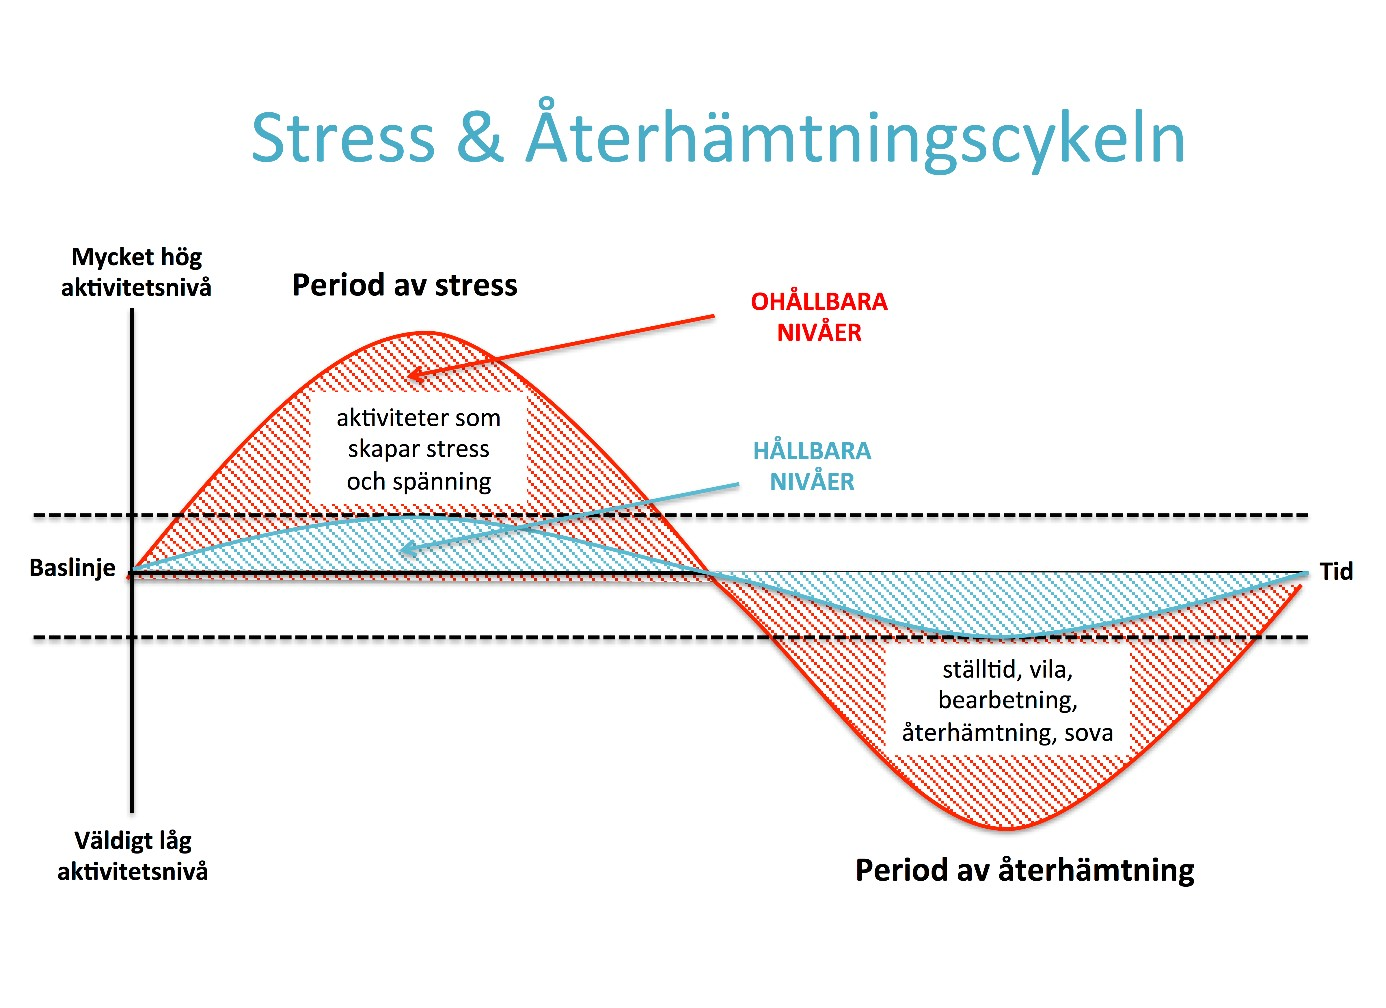 Stress & Återhämtningscykeln
Mycket hög
aktivitetsnivå
Period av stress
OHÅLLBARA
NIVÅER
aktiviteter som
skapar stress
och spänning
HÅLLBARA
NIVÅER
Baslinje
Tid
ställtid, vila,
bearbetning,
återhämtning, sova
Väldigt låg
aktivitetsnivå
Period av återhämtning